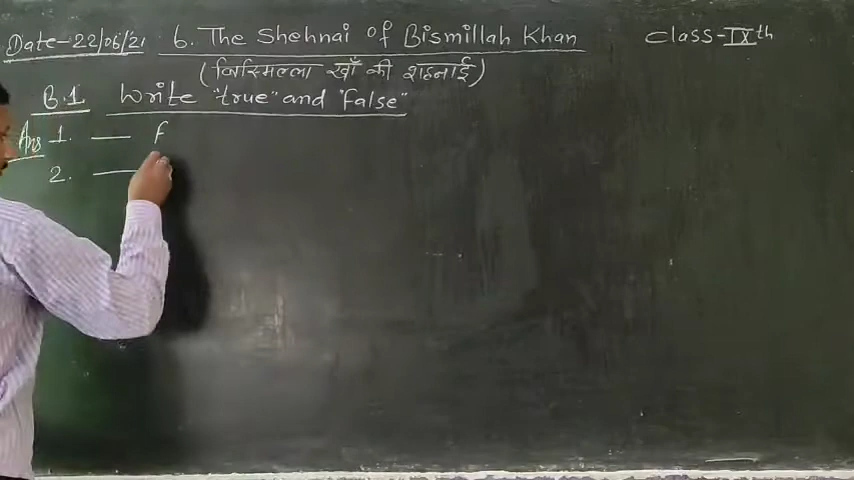 Date-22/06/21 6. The Shehnai of Bismillah Khan Class-IXth
(बिस्मिल्ला खाँ की शहनाई)
B.1 Write "true" and "False"
Ans 1. — F
2. —